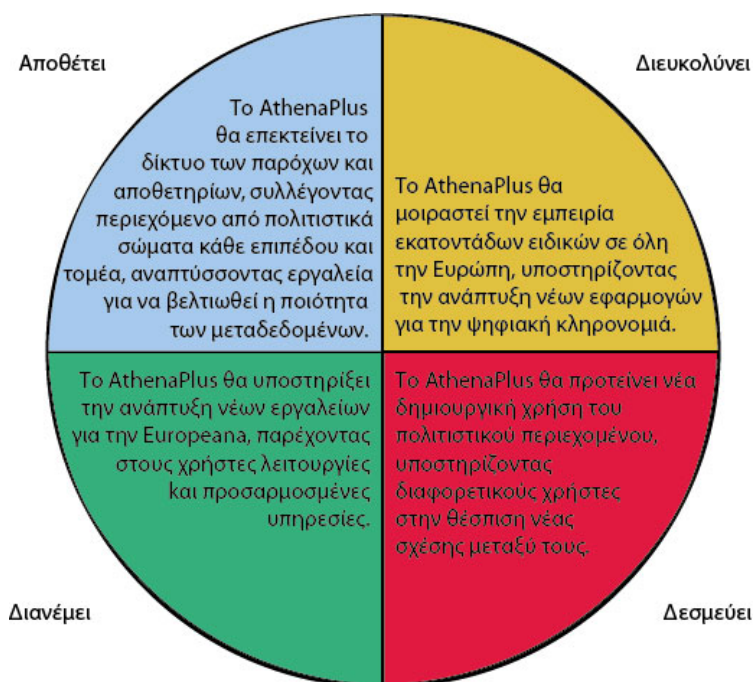 Αποθέτει
Διευκολύνει
Το AthenaPlus
θα επεκτείνει το
δίκτυο των παρόχων και
αποθετηρίων, συλλέγοντας
περιεχόμενο από πολιτιστικά
σώματα κάθε επιπέδου και
τομέα, αναπτύσσοντας εργαλεία
για να βελτιωθεί η ποιότητα
των μεταδεδομένων.
Το AthenaPlus θα
μοιραστεί την εμπειρία
εκατοντάδων ειδικών σε όλη
την Ευρώπη, υποστηρίζοντας
την ανάπτυξη νέων εφαρμογών
για την ψηφιακή κληρονομιά.
Το AthenaPlus θα υποστηρίξει
την ανάπτυξη νέων εργαλείων
για την Europeana, παρέχοντας
στους χρήστες λειτουργίες
και προσαρμοσμένες
υπηρεσίες.
Το AthenaPlus θα προτείνει νέα
δημιουργική χρήση του
πολιτιστικού περιεχομένου,
υποστηρίζοντας
διαφορετικούς χρήστες
στην θέσπιση νέας
σχέσης μεταξύ τους.
Διανέμει
Δεσμεύει